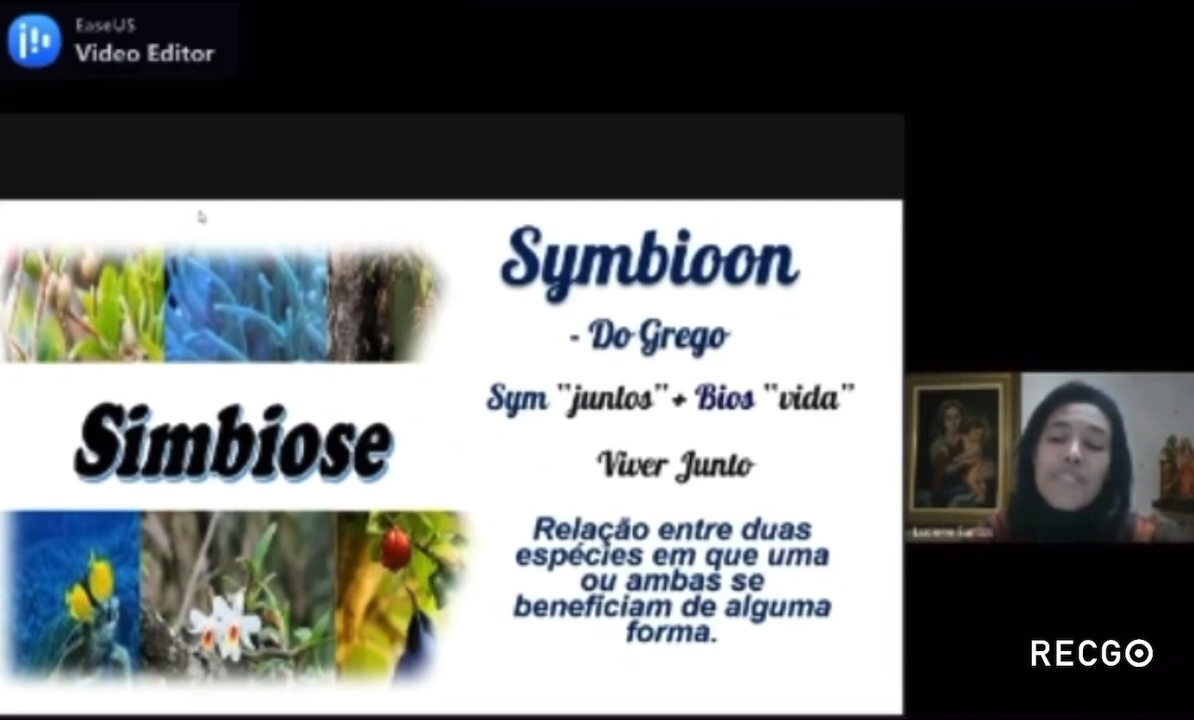 EaseUS
Video Editor
Symbioon
- Do Grego
Sym "juntos" + Bios "vida"
Viver Junto
Simbiose
Relação entre duas
espécies em que uma
ou ambas se
beneficiam de alguma
forma.
RECGO